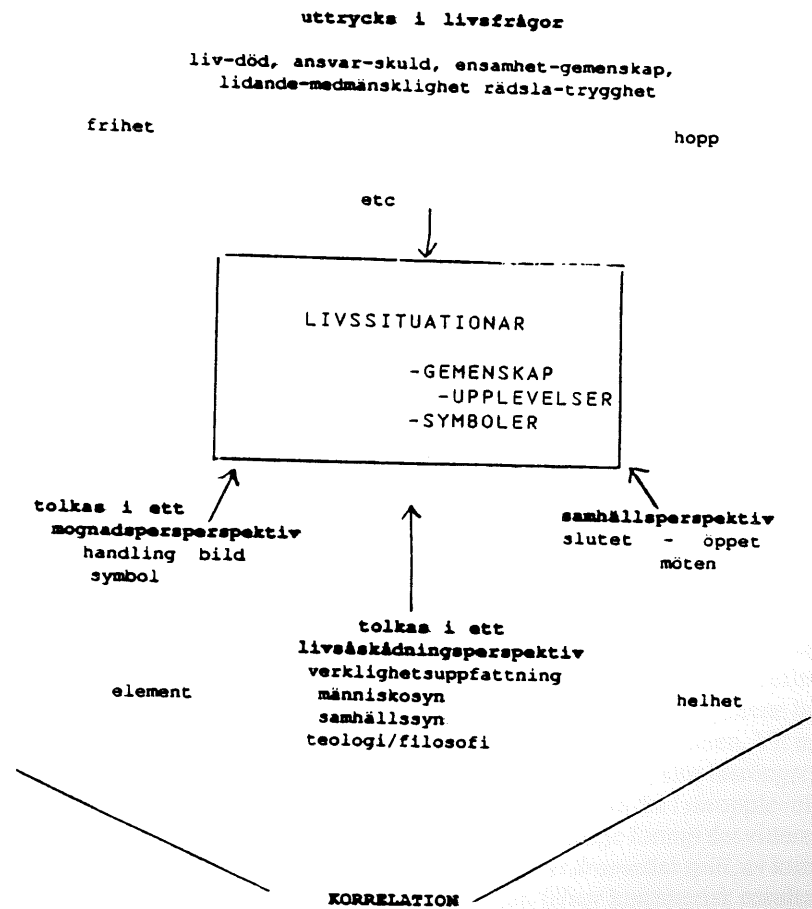 uttrycks i livsfrågor
liv-död, ansvar-skuld, ensamhet-gemenskap,
lidande-medmänsklighet rädsla-trygghet
frihet
hopp
etc
LIVSSITUATIONAR
-GEMENSKAP
-UPPLEVELSER
-SYMBOLER
tolkas i ett
mognadspersperspektiv
handling bild
symbol
samhällsperspektiv
slutet - öppet
möten
tolkas i ett
livsåskådningsperspektiv
verklighetsuppfattning
människosyn
samhällssyn
teologi/filosofi
element
helhet
KORRELATION